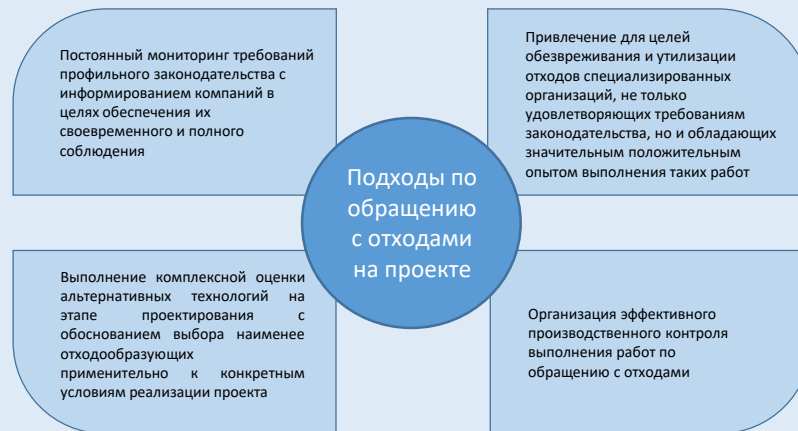 Постоянный мониторинг требований
профильного законодательства с
информированием компаний в
целях обеспечения их
своевременного и полного
соблюдения
Привлечение для целей
обезвреживания и утилизации
отходов специализированных
организаций, не только
удовлетворяющих требованиям
законодательства, но и обладающих
значительным положительным
опытом выполнения таких работ
Подходы по
обращению
с отходами
на проекте
Выполнение комплексной оценки
альтернативных технологий на
этапе проектирования с
обоснованием выбора наименее
отходообразующих
применительно к конкретным
условиям реализации проекта
Организация эффективного
производственного контроля
выполнения работ по
обращению с отходами